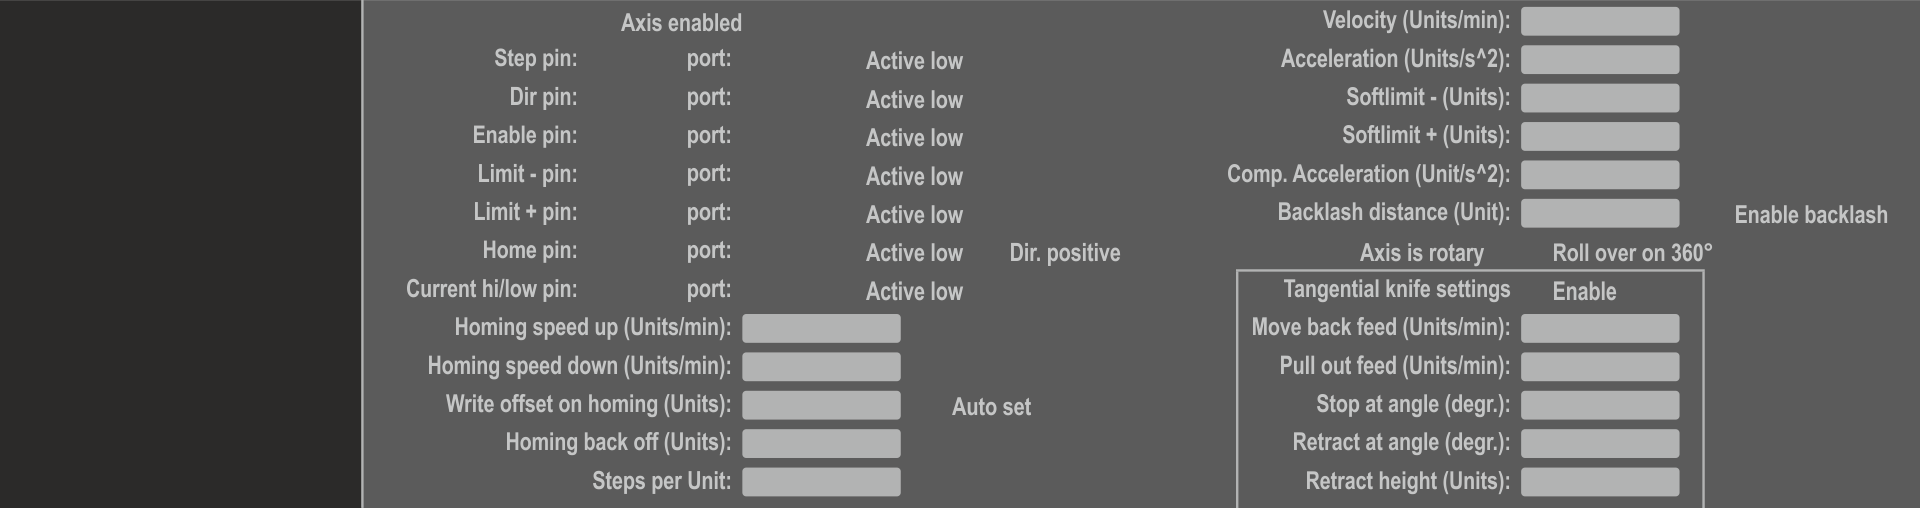 Axis enabled
Step pin: port: Active low
Dir pin: port: Active low
Enable pin: port: Active low
Limit - pin: port: Active low
Limit + pin: port: Active low
Home pin: port: Active low Dir. positive
Current hi/low pin: port: Active low
Homing speed up (Units/min):
Homing speed down (Units/min):
Write offset on homing (Units): Auto set
Homing back off (Units):
Steps per Unit:
Velocity (Units/min):
Acceleration (Units/s^2):
Softlimit - (Units):
Softlimit + (Units):
Comp. Acceleration (Unit/s^2):
Backlash distance (Unit): Enable backlash
Axis is rotary Roll over on 360°
Tangential knife settings Enable
Move back feed (Units/min):
Pull out feed (Units/min):
Stop at angle (degr.):
Retract at angle (degr.):
Retract height (Units):